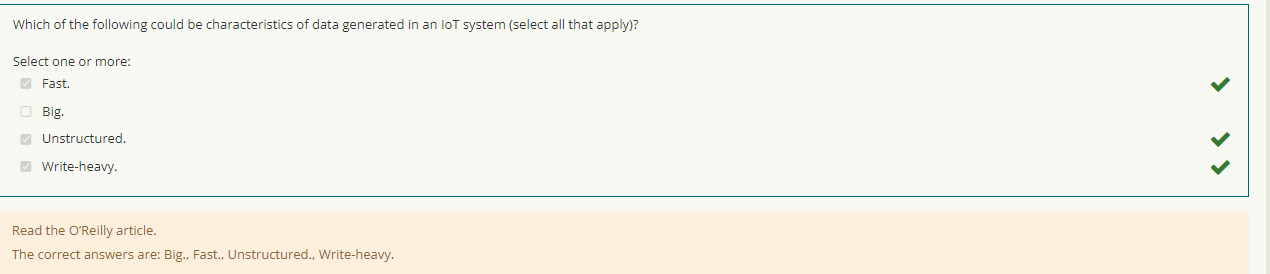 Which of the following could be characteristics of data generated in an IoT system (select all that apply)?
Select one or more:
Fast.
Big.
Unstructured.
Write-heavy.
Read the O'Reilly article.
The correct answers are: Big., Fast., Unstructured., Write-heavy.